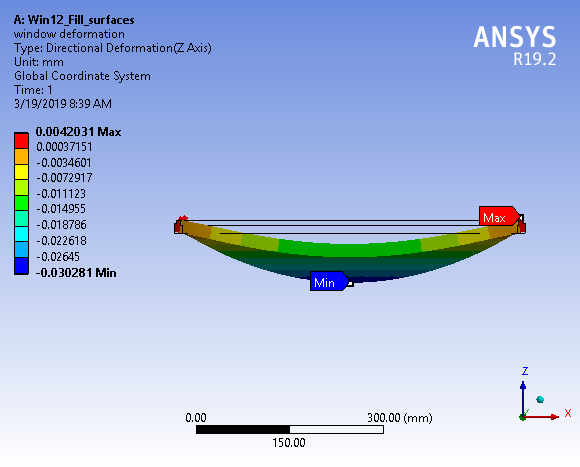 A: Win12_Fill_surfaces
window deformation
Type: Directional Deformation(Z Axis)
Unit: mm
Global Coordinate System
Time: 1
3/19/2019 8:39 AM
ANSYS
R19.2
0.0042031 Max
0.00037151
-0.0034601
-0.0072917
-0.011123
-0.014955
-0.018786
-0.022618
-0.02645
-0.030281 Min
Max
Min
Z
X
0.00
300.00 (mm)
150.00